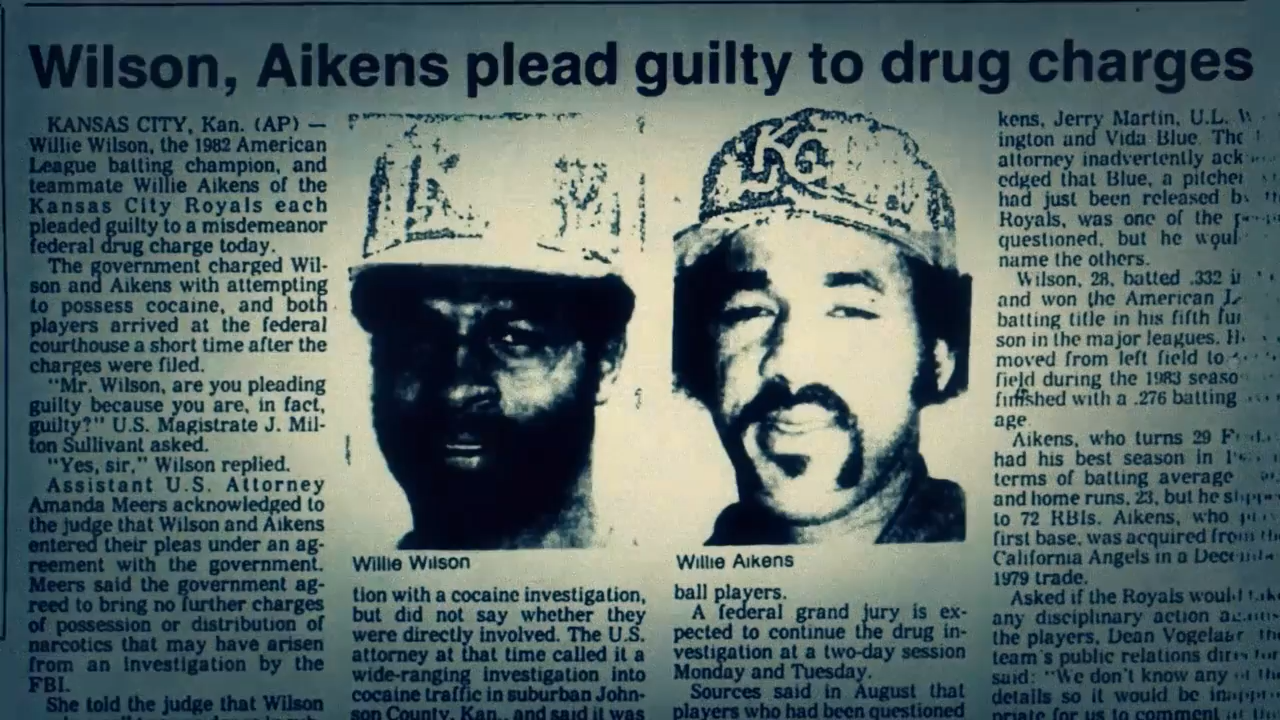 Wilson, Aikens plead guilty to drug charges
KANSAS CITY, Kan. (AP) —
Willie Wilson, the 1982 American
League batting champion, and
teammate Willie Aikens of the
Kansas City Royals each
pleaded guilty to a misdemeanor
federal drug charge today.
The government charged Wil-
son and Aikens with attempting
to possess cocaine, and both
players arrived at the federal
courthouse a short time after the
charges were filed.
"Mr. Wilson, are you pleading
guilty because you are, in fact,
guilty?" U.S. Magistrate J. Mil-
ton Sullivant asked.
"Yes, sir," Wilson replied.
Assistant U.S. Attorney
Amanda Meers acknowledged to
the judge that Wilson and Aikens
entered their pleas under an ag-
reement with the government.
Meers said the government ag-
reed to bring no further charges
of possession or distribution of
narcotics that may have arisen
from an investigation by the
FBI.
She told the judge that Wilson
KC
Willie Wilson
tion with a cocaine investigation,
but did not say whether they
were directly involved. The U.S.
attorney at that time called it a
wide-ranging investigation into
cocaine traffic in suburban John-
son County, Kan., and said it was
Willie Aikens
ball players.
A federal grand jury is ex-
pected to continue the drug in-
vestigation at a two-day session
Monday and Tuesday.
Sources said in August that
players who had been questioned
kens, Jerry Martin, U.L.
ington and Vida Blue. The
attorney inadvertently ack
edged that Blue, a pitcher
had just been released
Royals, was one of the
questioned, but he
name the others.
Wilson, 28, batted .332
and won the American
batting title in his fifth
son in the major leagues.
moved from left field to
field during the 1983
finished with a .276 batting
age.
Aikens, who turns 29
had his best season in
terms of batting average
and home runs, 23, but he
to 72 RBIs. Aikens, who
first base, was acquired from
California Angels in a
1979 trade.
Asked if the Royals would
any disciplinary action
the players, Dean Vogelaar
team's public relations
said: "We don't know any
details so it would be